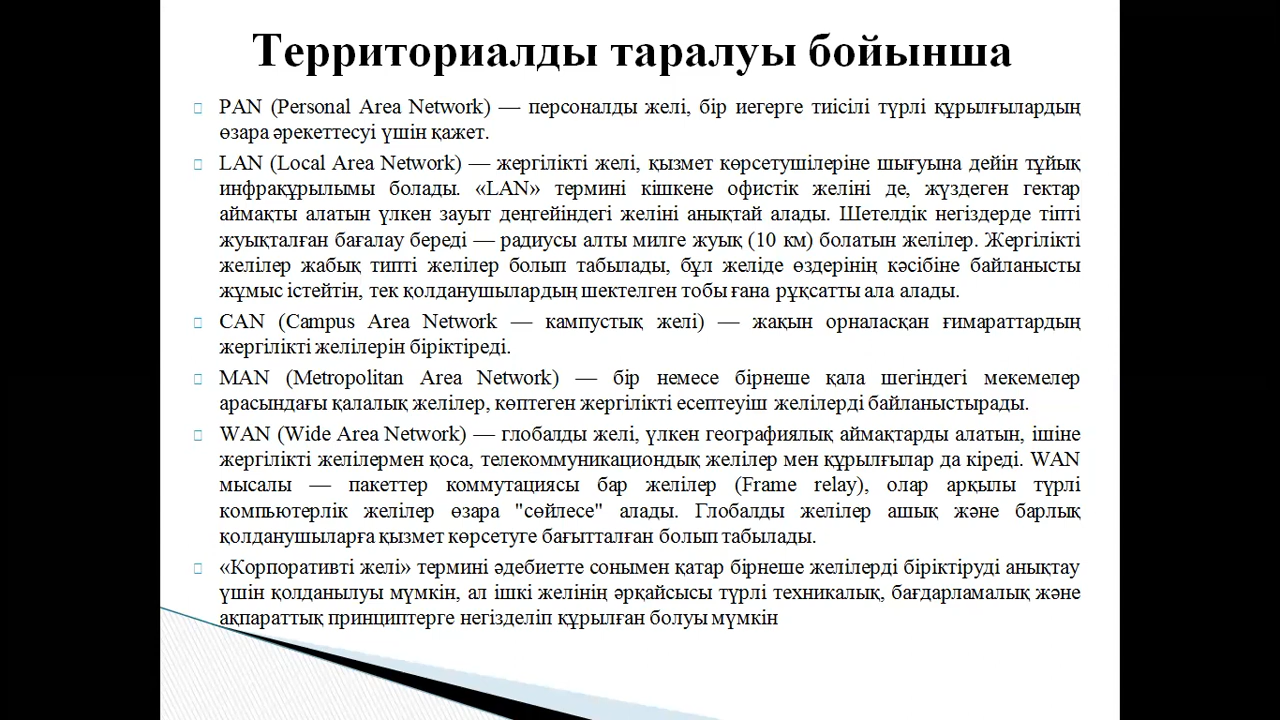 Территориалды таралуы бойынша
PAN (Personal Area Network) — персоналды желі, бір иегерге тиісілі түрлі құрылғылардың
өзара әрекеттесуі үшін қажет.
LAN (Local Area Network) — жергілікті желі, қызмет көрсетушілеріне шығуына дейін тұйық
инфрақұрылымы болады. «LAN» термині кішкене офистік желіні де, жүздеген гектар
аймақты алатын үлкен зауыт деңгейіндегі желіні анықтай алады. Шетелдік негіздерде тіпті
жуықталған бағалау береді — радиусы алты милге жуық (10 км) болатын желілер. Жергілікті
желілер жабық типті желілер болып табылады, бұл желіде өздерінің кәсібіне байланысты
жұмыс істейтін, тек қолданушылардың шектелген тобы ғана рұқсатты ала алады.
CAN (Campus Area Network — кампустық желі) — жақын орналасқан ғимараттардың
жергілікті желілерін біріктіреді.
MAN (Metropolitan Area Network) — бір немесе бірнеше қала шегіндегі мекемелер
арасындағы қалалық желілер, көптеген жергілікті есептеуіш желілерді байланыстырады.
WAN (Wide Area Network) — глобалды желі, үлкен географиялық аймақтарды алатын, ішіне
жергілікті желілермен қоса, телекоммуникациондық желілер мен құрылғылар да кіреді. WAN
мысалы — пакеттер коммутациясы бар желілер (Frame relay), олар арқылы түрлі
компьютерлік желілер өзара "сөйлесе" алады. Глобалды желілер ашық және барлық
қолданушыларға қызмет көрсетуге бағытталған болып табылады.
«Корпоративті желі» термині әдебиетте сонымен қатар бірнеше желілерді біріктіруді анықтау
үшін қолданылуы мүмкін, ал ішкі желінің әрқайсысы түрлі техникалық, бағдарламалық және
ақпараттық принциптерге негізделіп құрылған болуы мүмкін